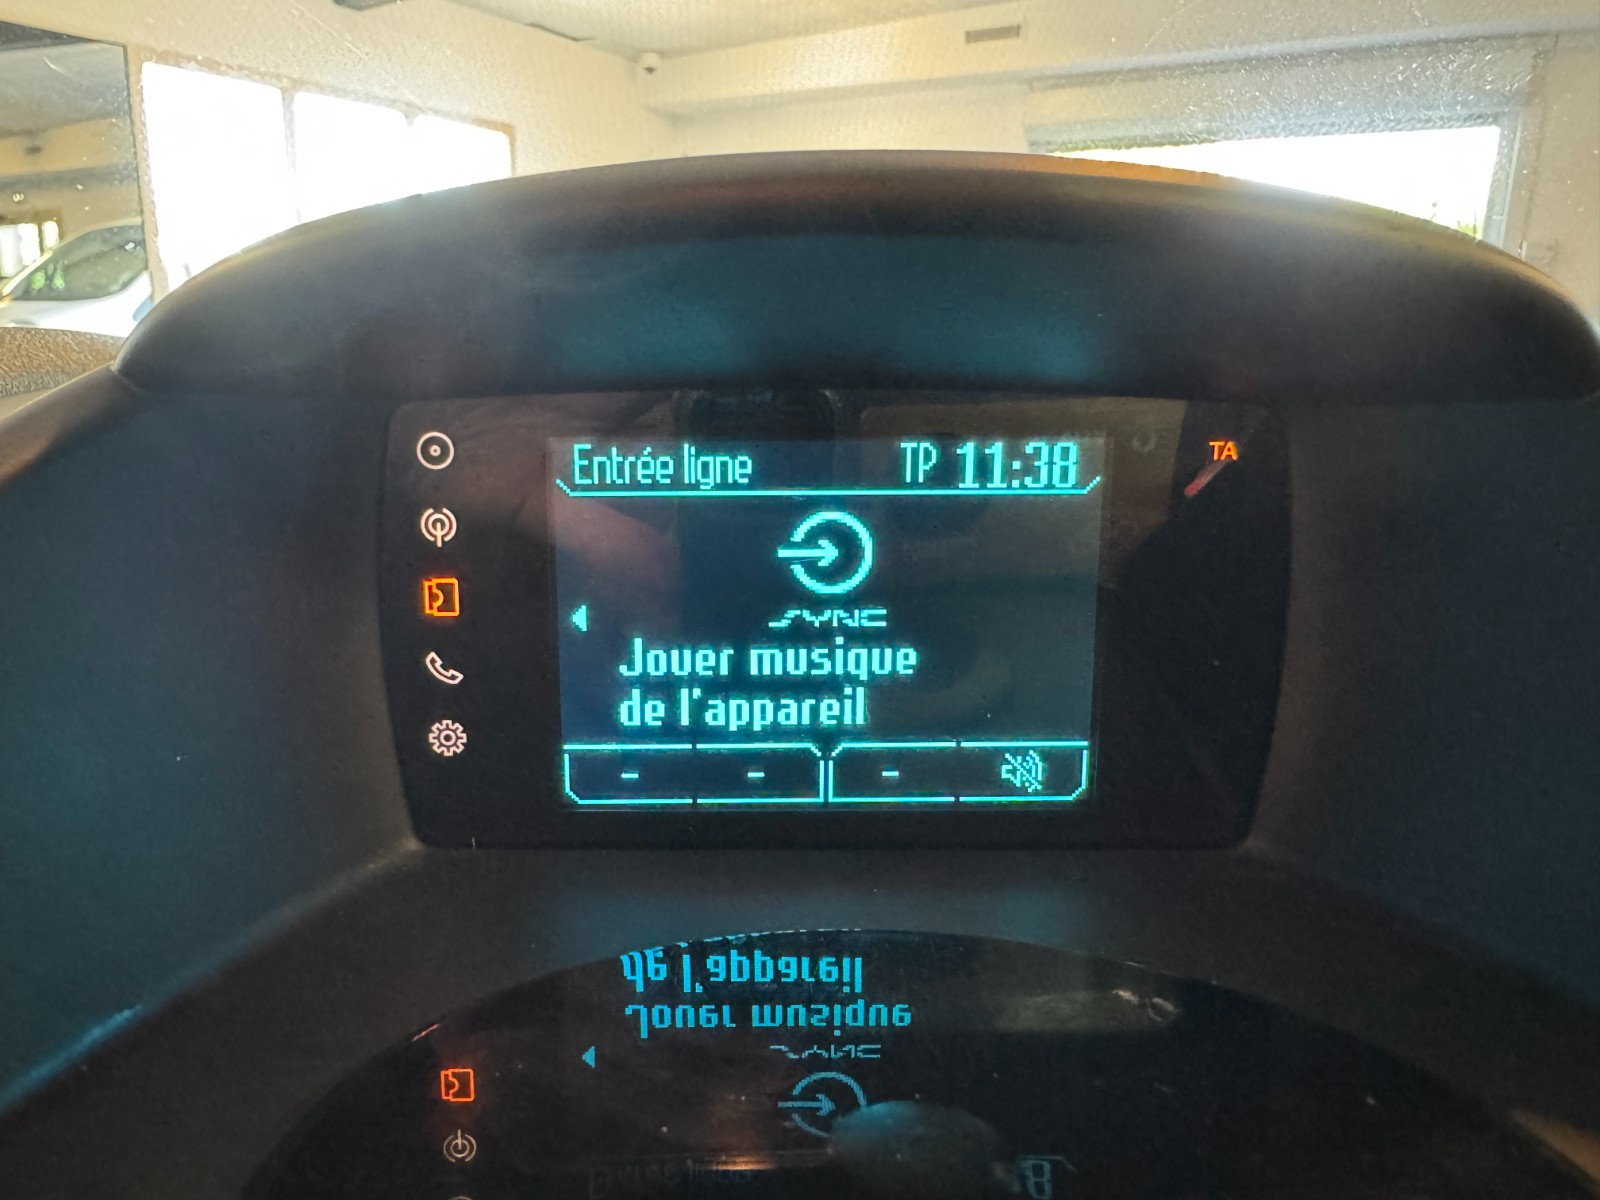 Entrée ligne TP 11:38 TA
SYNC
Jouer musique
de l'appareil